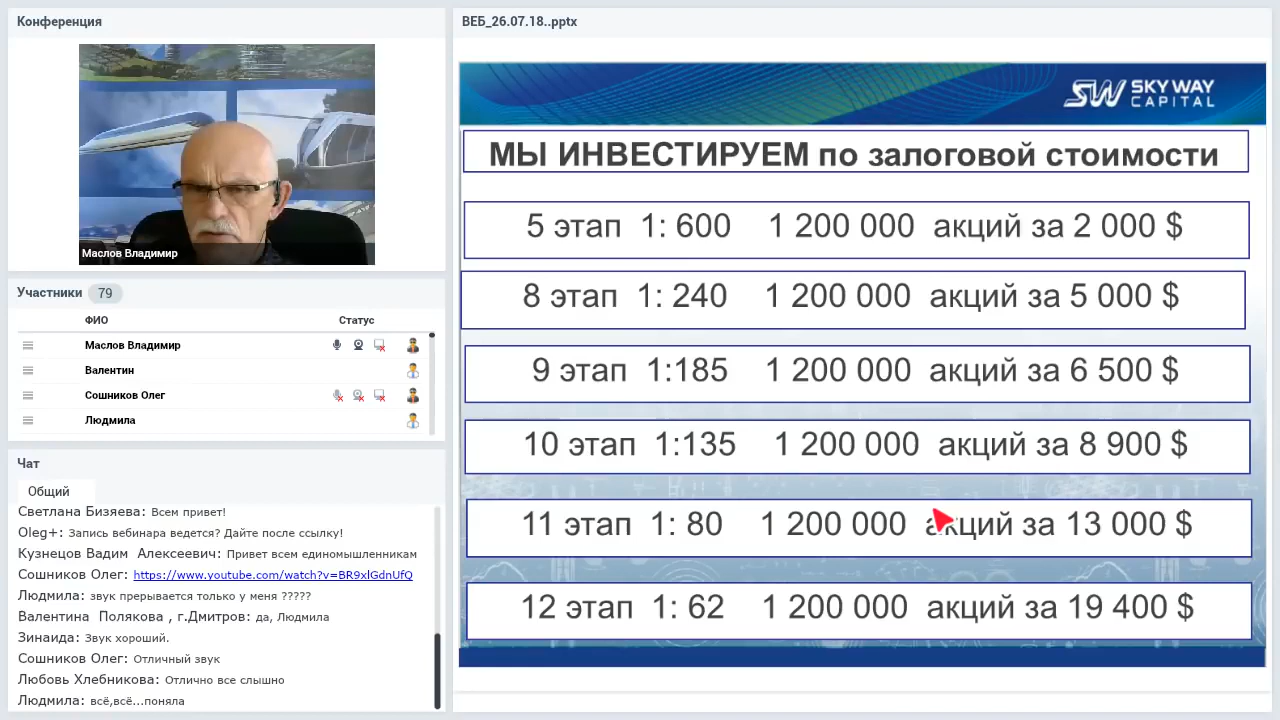 Конференция
Маслов Владимир
Участники 79
ФИО Статус
Маслов Владимир
Валентин
Сошников Олег
Людмила
Чат
Общий
Светлана Бизяева: Всем привет!
Oleg+: Запись вебинара ведется? Дайте после ссылку!
Кузнецов Вадим Алексеевич: Привет всем единомышленникам
Сошников Олег: https://www.youtube.com/watch?v=BR9xlGdnUfQ
Людмила: звук прерывается только у меня ?????
Валентина Полякова , г.Дмитров: да, Людмила
Зинаида: Звук хороший.
Сошников Олег: Отличный звук
Любовь Хлебникова: Отлично все слышно
Людмила: всё,всё...поняла
ВЕБ_26.07.18..pptx
SW SKY WAY
CAPITAL
МЫ ИНВЕСТИРУЕМ по залоговой стоимости
5 этап 1: 600 1 200 000 акций за 2 000 $
8 этап 1: 240 1 200 000 акций за 5 000 $
9 этап 1:185 1 200 000 акций за 6 500 $
10 этап 1:135 1 200 000 акций за 8 900 $
11 этап 1: 80 1 200 000 акций за 13 000 $
12 этап 1: 62 1 200 000 акций за 19 400 $